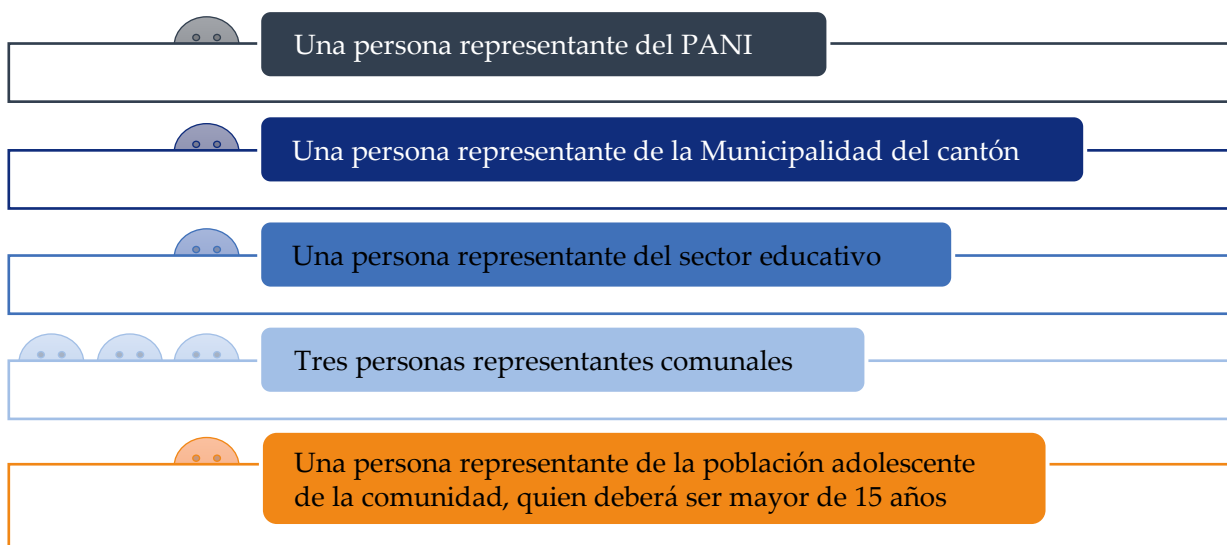 Una persona representante del PANI
Una persona representante de la Municipalidad del cantón
Una persona representante del sector educativo
Tres personas representantes comunales
Una persona representante de la población adolescente
de la comunidad, quien deberá ser mayor de 15 años